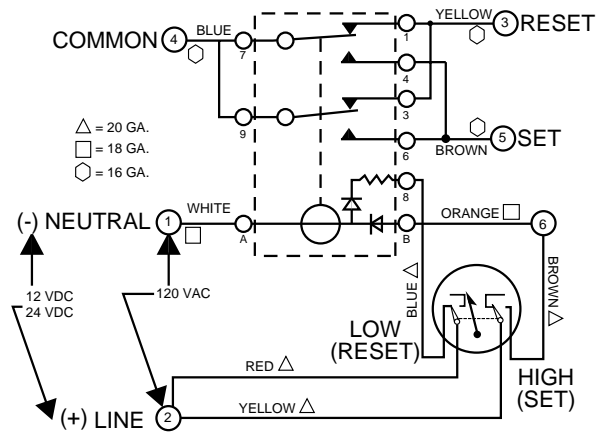 COMMON 4 BLUE 7 1 YELLOW 3 RESET
4
9 3
6 BROWN 5 SET
= 20 GA.
= 18 GA.
= 16 GA.
8
(-) NEUTRAL 1 WHITE A B ORANGE 6
12 VDC
24 VDC
120 VAC
BLUE
BROWN
LOW
(RESET)
HIGH
(SET)
RED
(+) LINE 2 YELLOW